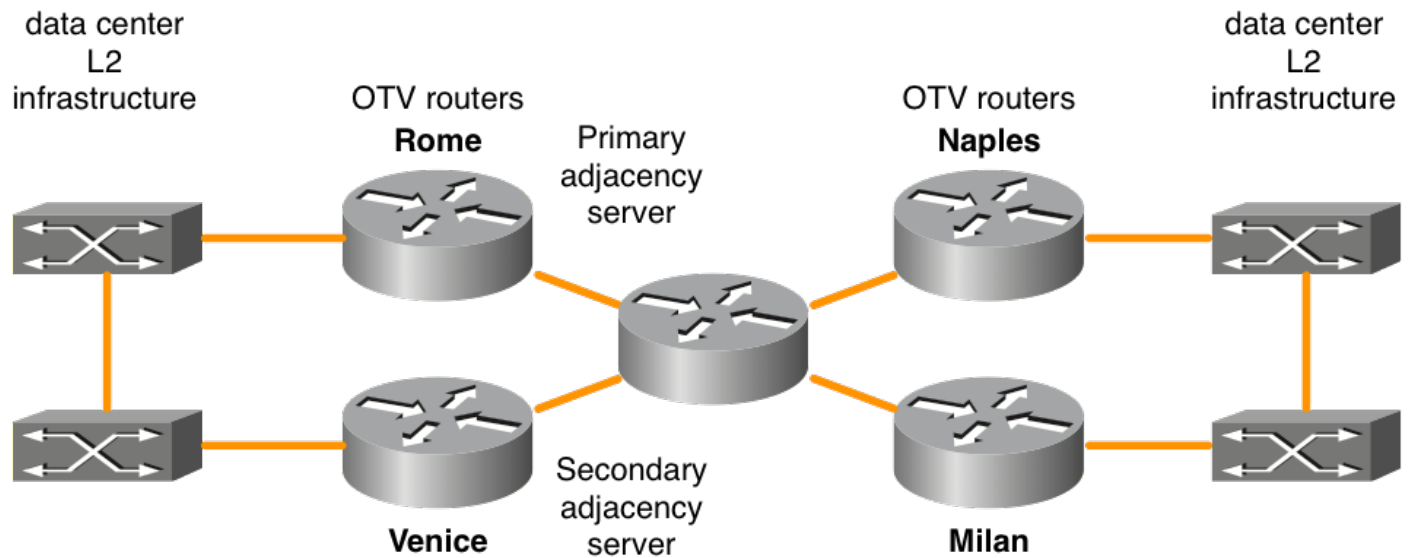 data center
L2
infrastructure
OTV routers
Rome
Primary
adjacency
server
OTV routers
Naples
data center
L2
infrastructure
Venice
Secondary
adjacency
server
Milan